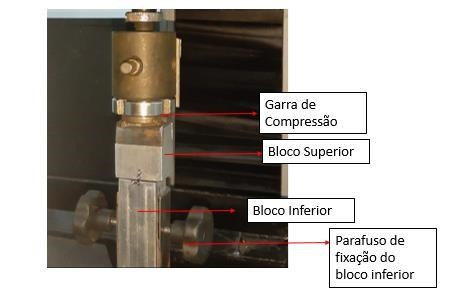 Garra de
Compressão
Bloco Superior
Bloco Inferior
Parafuso de
fixação do
bloco inferior